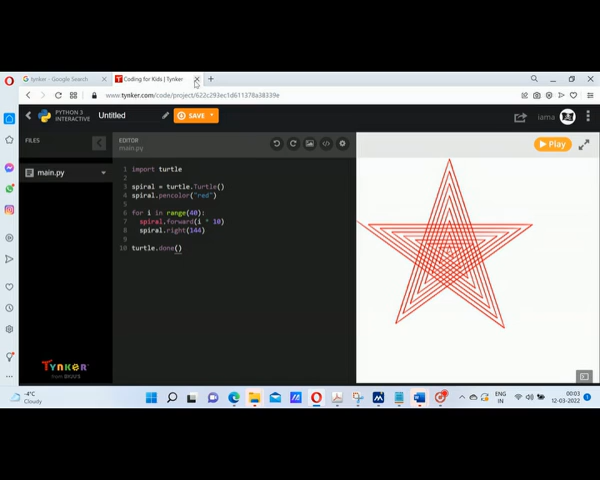 tynker - Google Search
Coding for Kids | Tynker
www.tynker.com/code/project/622c293ec1d611378a38339e
PYTHON 3
INTERACTIVE
Untitled
SAVE
iama
FILES
EDITOR
main.py
Play
main.py
1 import turtle
2
3 spiral = turtle.Turtle()
4 spiral.pencolor("red")
5
6 for i in range(40):
7 spiral.forward(i * 10)
8 spiral.right(144)
9
10 turtle.done()
Tynker
from BYJU'S
-4°C
Cloudy
ENG
IN
00:03
12-03-2022